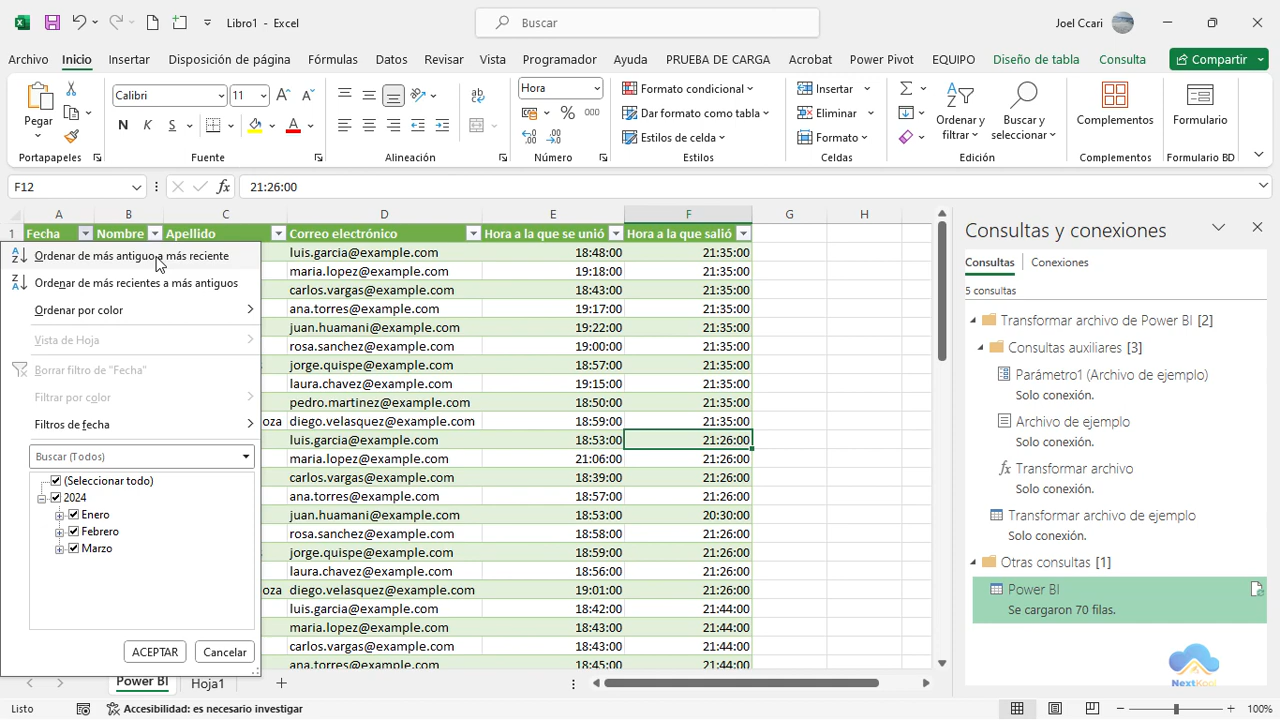 Libro1 - Excel
Buscar
Joel Ccari
Archivo Inicio Insertar Disposición de página Fórmulas Datos Revisar Vista Programador Ayuda PRUEBA DE CARGA Acrobat Power Pivot EQUIPO Diseño de tabla Consulta Compartir
Pegar
Calibri 11
N K S
Hora
% 000
Formato condicional
Dar formato como tabla
Estilos de celda
Insertar
Eliminar
Formato
Ordenar y filtrar
Buscar y seleccionar
Complementos
Formulario
Portapapeles Fuente Alineación Número Estilos Celdas Edición Complementos Formulario BD
F12 fx 21:26:00
A B C D E F G H
1 Fecha Nombre Apellido Correo electrónico Hora a la que se unió Hora a la que salió
luis.garcia@example.com 18:48:00 21:35:00
maria.lopez@example.com 19:18:00 21:35:00
carlos.vargas@example.com 18:43:00 21:35:00
ana.torres@example.com 19:17:00 21:35:00
juan.huamani@example.com 19:22:00 21:35:00
rosa.sanchez@example.com 19:00:00 21:35:00
jorge.quispe@example.com 18:57:00 21:35:00
laura.chavez@example.com 19:15:00 21:35:00
pedro.martinez@example.com 18:50:00 21:35:00
oza diego.velasquez@example.com 18:59:00 21:35:00
luis.garcia@example.com 18:53:00 21:26:00
maria.lopez@example.com 21:06:00 21:26:00
carlos.vargas@example.com 18:39:00 21:26:00
ana.torres@example.com 18:57:00 21:26:00
juan.huamani@example.com 18:53:00 20:30:00
rosa.sanchez@example.com 18:58:00 21:26:00
jorge.quispe@example.com 18:59:00 21:26:00
laura.chavez@example.com 18:56:00 21:26:00
oza diego.velasquez@example.com 19:01:00 21:26:00
luis.garcia@example.com 18:42:00 21:44:00
maria.lopez@example.com 18:43:00 21:44:00
carlos.vargas@example.com 18:43:00 21:44:00
ana.torres@example.com 18:45:00 21:44:00
Ordenar de más antiguo a más reciente
Ordenar de más recientes a más antiguos
Ordenar por color
Vista de Hoja
Borrar filtro de "Fecha"
Filtrar por color
Filtros de fecha
Buscar (Todos)
(Seleccionar todo)
2024
Enero
Febrero
Marzo
ACEPTAR Cancelar
Consultas y conexiones
Consultas Conexiones
5 consultas
Transformar archivo de Power BI [2]
Consultas auxiliares [3]
Parámetro1 (Archivo de ejemplo)
Solo conexión.
Archivo de ejemplo
Solo conexión.
fx Transformar archivo
Solo conexión.
Transformar archivo de ejemplo
Solo conexión.
Otras consultas [1]
Power BI
Se cargaron 70 filas.
NextKool
Power BI Hoja1
Listo Accesibilidad: es necesario investigar 100%